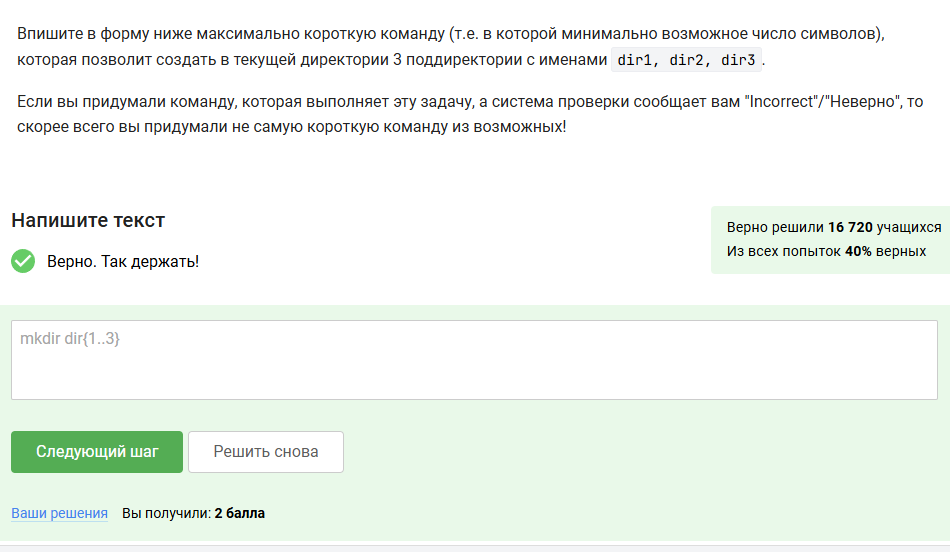 Впишите в форму ниже максимально короткую команду (т.е. в которой минимально возможное число символов),
которая позволит создать в текущей директории 3 поддиректории с именами dir1, dir2, dir3 .
Если вы придумали команду, которая выполняет эту задачу, а система проверки сообщает вам "Incorrect"/"Неверно", то
скорее всего вы придумали не самую короткую команду из возможных!
Напишите текст
Верно. Так держать!
Верно решили 16 720 учащихся
Из всех попыток 40% верных
mkdir dir{1..3}
Следующий шаг
Решить снова
Ваши решения Вы получили: 2 балла